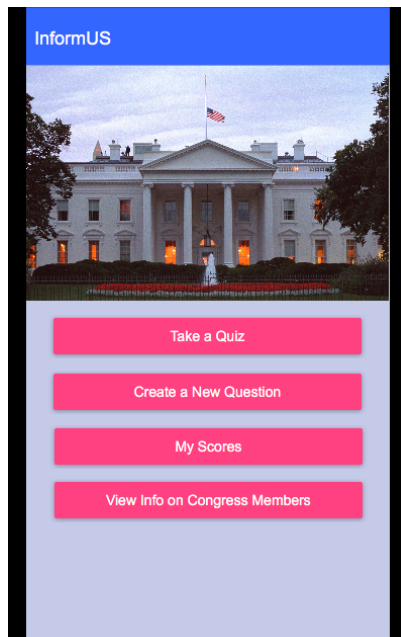 InformUS
Take a Quiz
Create a New Question
My Scores
View Info on Congress Members